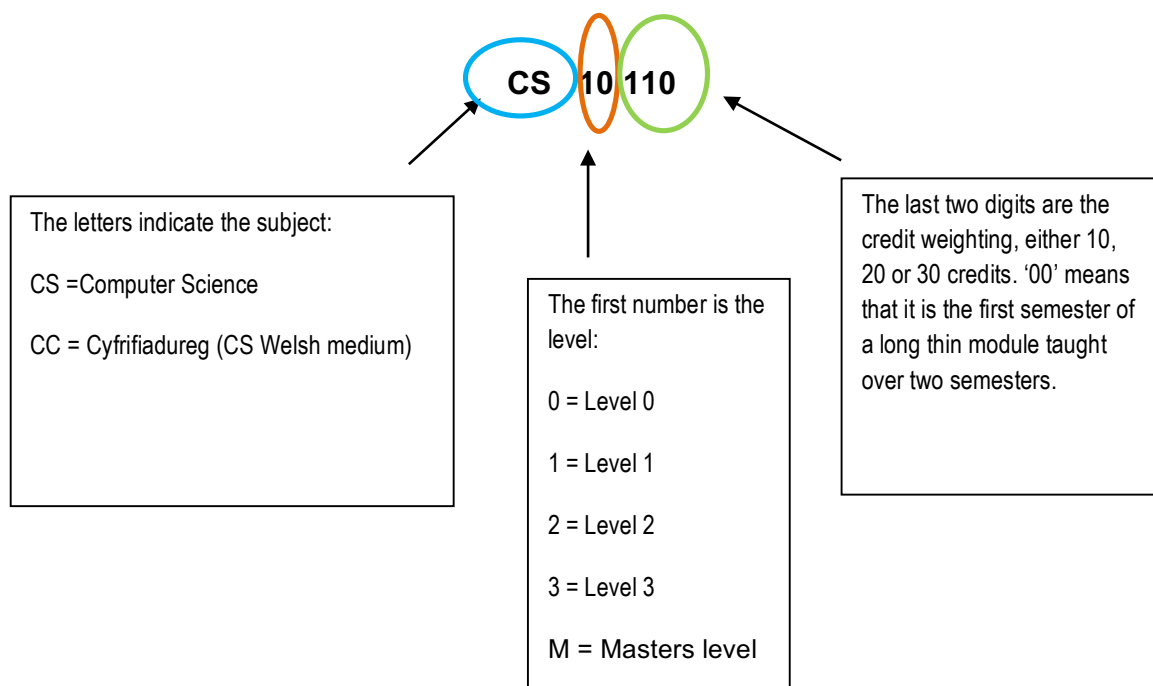 CS 10 110
The letters indicate the subject:
CS =Computer Science
CC = Cyfrifiadureg (CS Welsh medium)
The first number is the
level:
0 = Level 0
1 = Level 1
2 = Level 2
3 = Level 3
M = Masters level
The last two digits are the
credit weighting, either 10,
20 or 30 credits. ‘00’ means
that it is the first semester of
a long thin module taught
over two semesters.